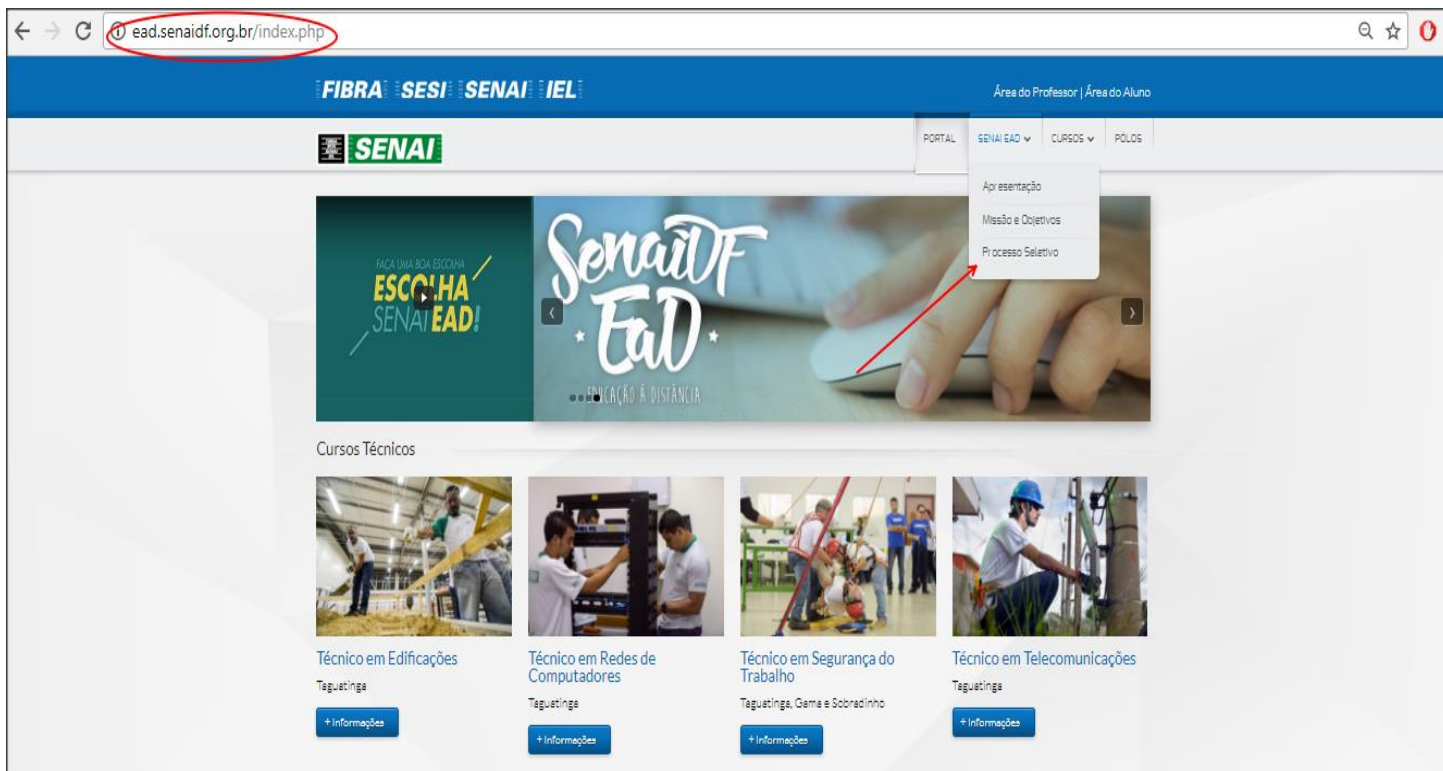 ead.senaidf.org.br/index.php
FIBRA SESI SENAI IEL
Área do Professor | Área do Aluno
SENAI
PORTAL SENAI EAD CURSOS POLOS
Apresentação
Missão e Objetivos
Processo Seletivo
FAÇA UMA BOA ESCOLHA
ESCOLHA
SENAI EAD!
SenaiDF
EaD
EDUCAÇÃO À DISTÂNCIA
Cursos Técnicos
Técnico em Edificações
Taguatinga
+ Informações
Técnico em Redes de
Computadores
Taguatinga
+ Informações
Técnico em Segurança do
Trabalho
Taguatinga, Gama e Sobradinho
+ Informações
Técnico em Telecomunicações
Taguatinga
+ Informações